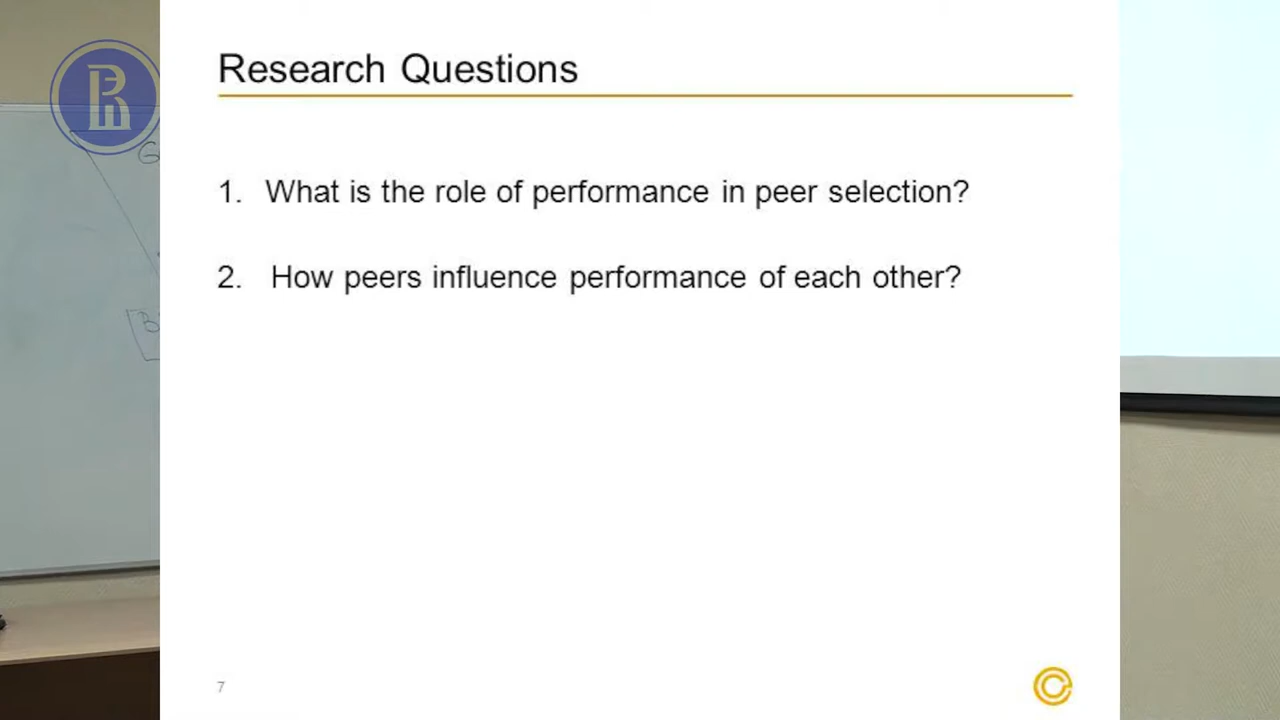 Research Questions
1. What is the role of performance in peer selection?
2. How peers influence performance of each other?
7